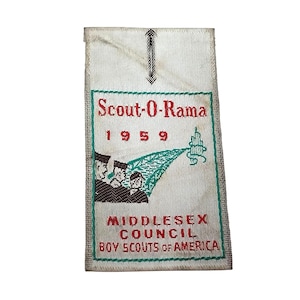 Scout-O-Rama
1959
MIDDLESEX
COUNCIL
BOY SCOUTS OF AMERICA